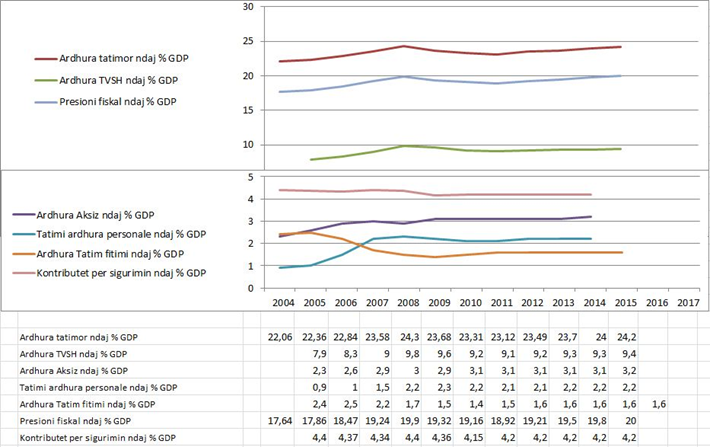 30
25
20
15
10
Ardhura tatimor ndaj % GDP
Ardhura TVSH ndaj % GDP
Presioni fiskal ndaj % GDP
5
4
3
2
1
0
Ardhura Aksiz ndaj % GDP
Tatimi ardhura personale ndaj % GDP
Ardhura Tatim fitimi ndaj % GDP
Kontributet per sigurimin ndaj % GDP
2004 2005 2006 2007 2008 2009 2010 2011 2012 2013 2014 2015 2016 2017
Ardhura tatimor ndaj % GDP 22,06 22,36 22,84 23,58 24,3 23,68 23,31 23,12 23,49 23,7 24 24,2
Ardhura TVSH ndaj % GDP 7,9 8,3 9 9,8 9,6 9,2 9,1 9,2 9,3 9,3 9,4
Ardhura Aksiz ndaj % GDP 2,3 2,6 2,9 3 2,9 3,1 3,1 3,1 3,1 3,1 3,2
Tatimi ardhura personale ndaj % GDP 0,9 1 1,5 2,2 2,3 2,2 2,1 2,1 2,2 2,2 2,2
Ardhura Tatim fitimi ndaj % GDP 2,4 2,5 2,2 1,7 1,5 1,4 1,5 1,6 1,6 1,6 1,6 1,6
Presioni fiskal ndaj % GDP 17,64 17,86 18,47 19,24 19,9 19,32 19,16 18,92 19,21 19,5 19,8 20
Kontributet per sigurimin ndaj % GDP 4,4 4,37 4,34 4,4 4,36 4,15 4,2 4,2 4,2 4,2 4,2